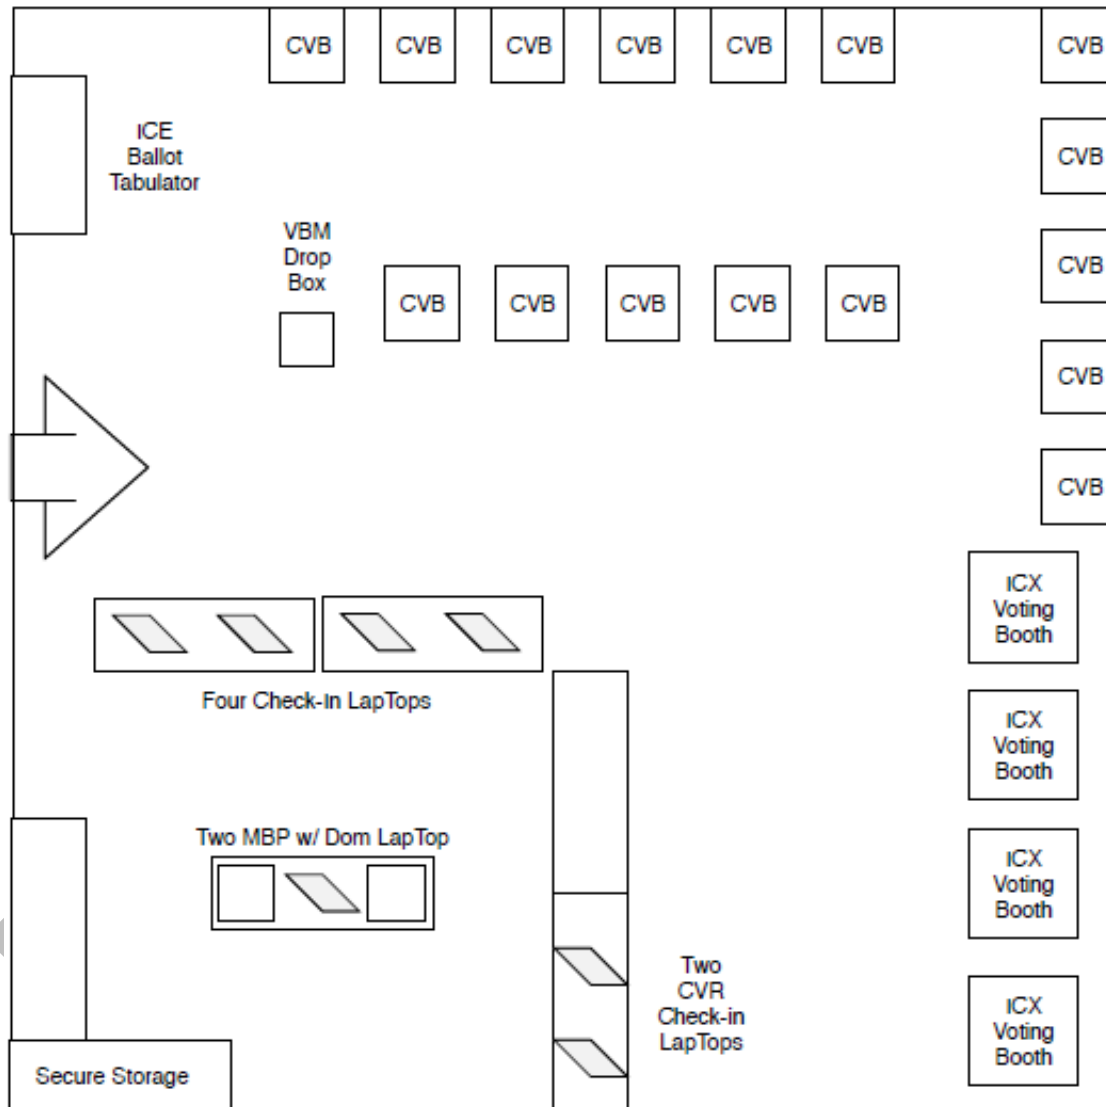 CVB CVB CVB CVB CVB CVB CVB
ICE
Ballot
Tabulator
CVB
VBM
Drop
Box
CVB
CVB CVB CVB CVB CVB
CVB
CVB
ICX
Voting
Booth
Four Check-in LapTops
ICX
Voting
Booth
Two MBP w/ Dom LapTop
ICX
Voting
Booth
Two
CVR
Check-in
LapTops
ICX
Voting
Booth
Secure Storage